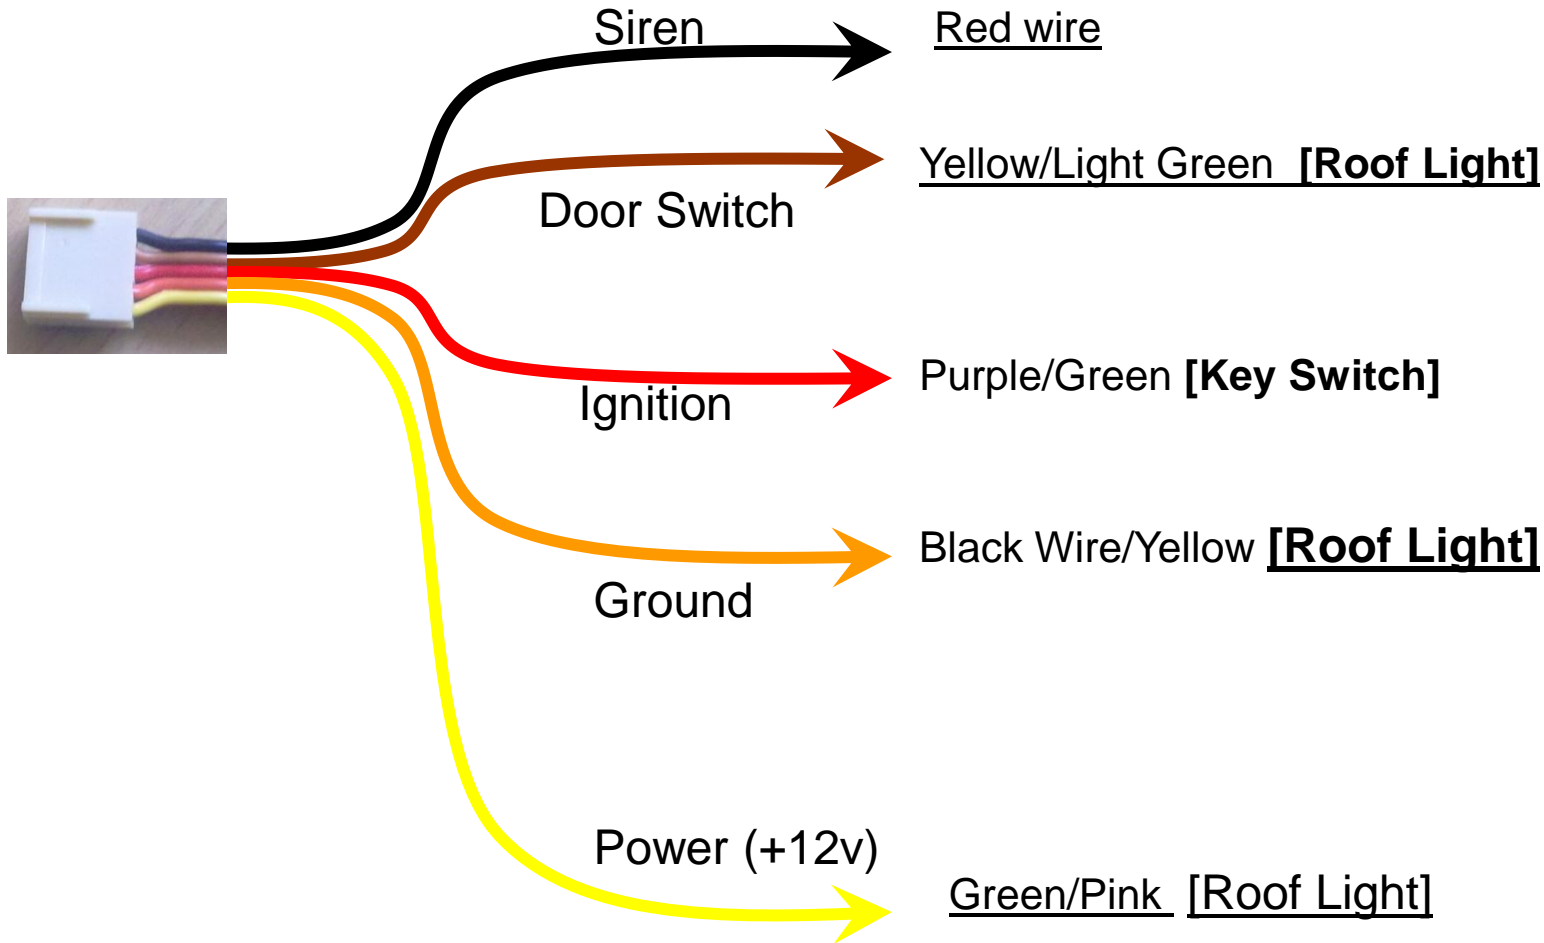 Siren
Red wire
Yellow/Light Green [Roof Light]
Door Switch
Purple/Green [Key Switch]
Ignition
Black Wire/Yellow [Roof Light]
Ground
Power (+12v)
Green/Pink [Roof Light]